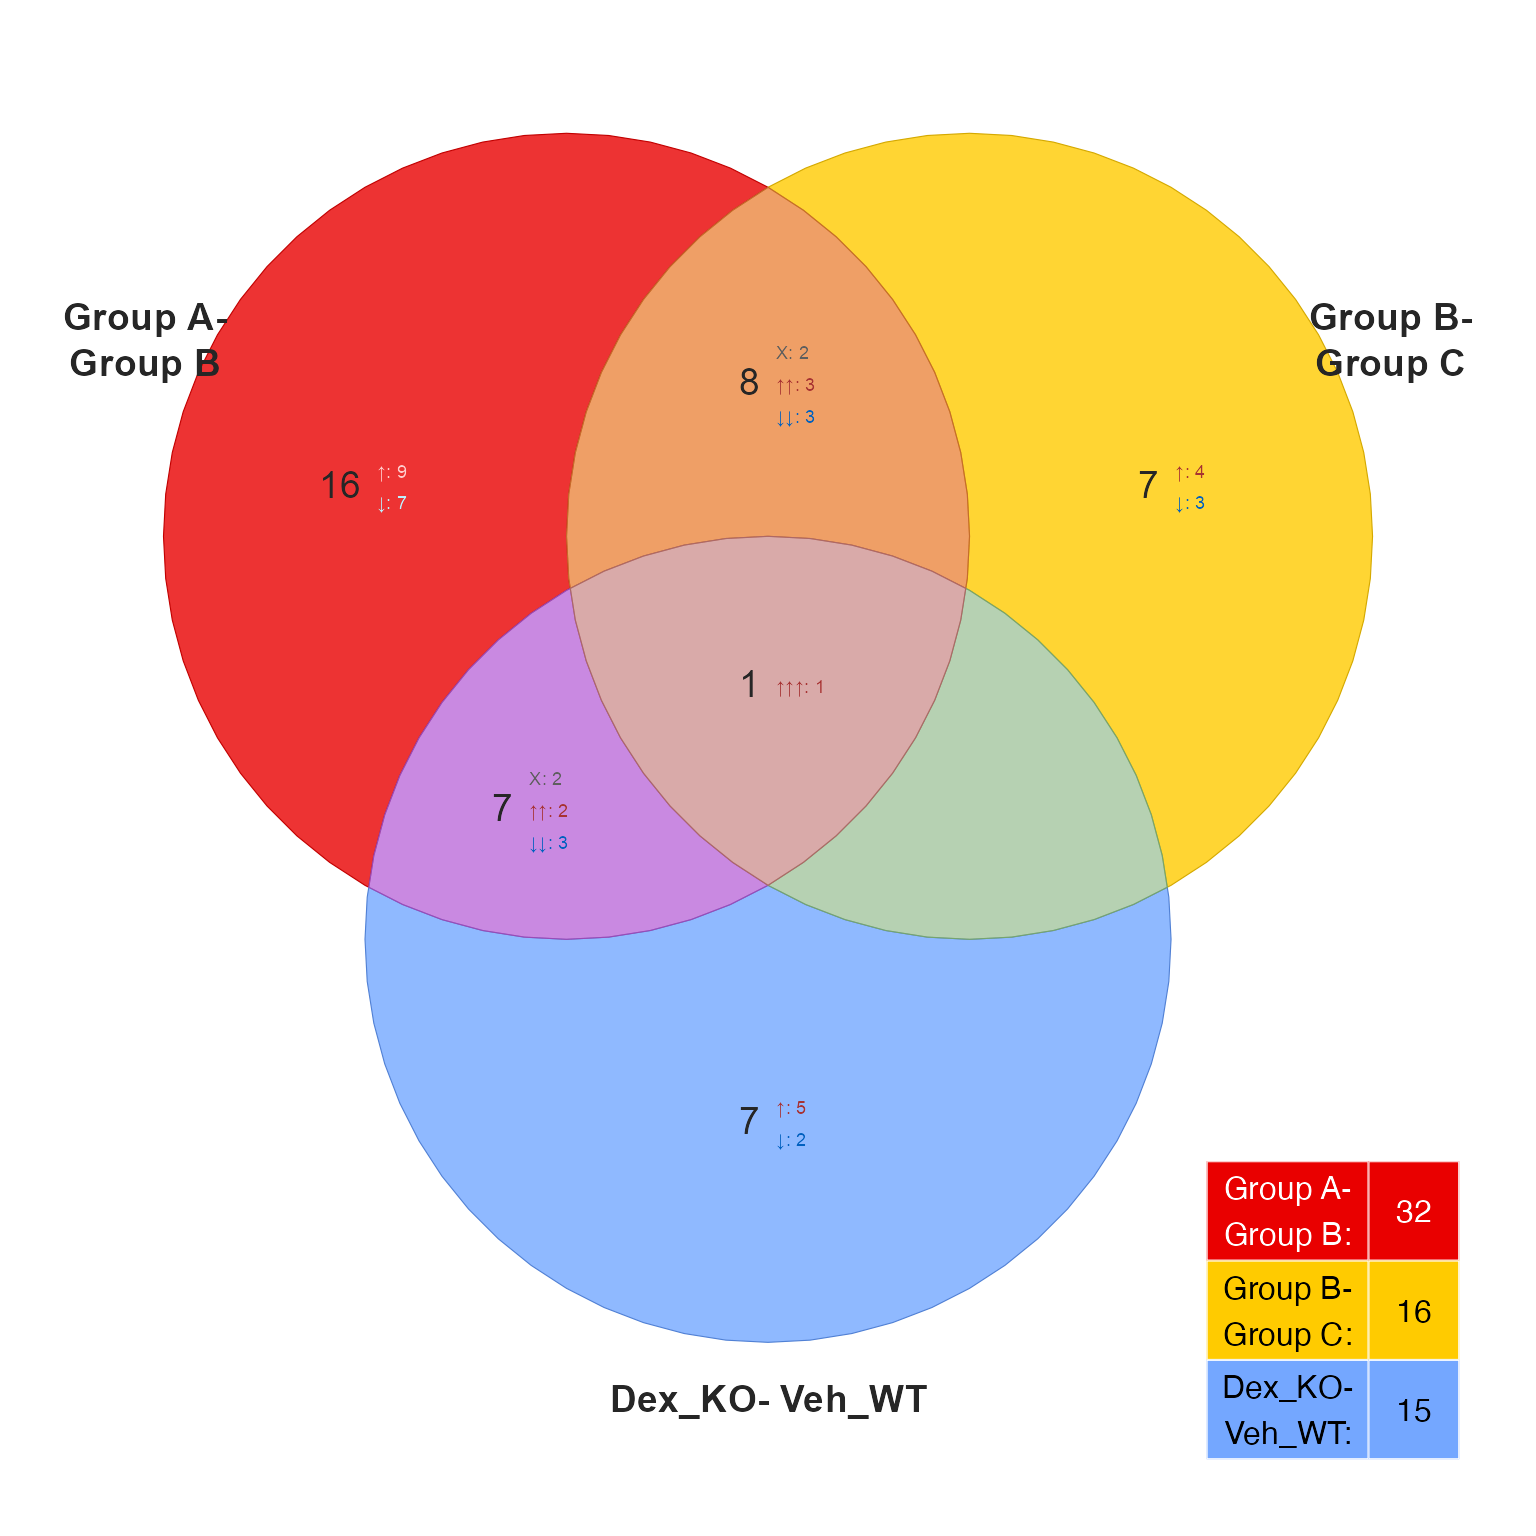 Group A-
Group B
Group B-
Group C
X: 2
8
↑↑: 3
↓↓: 3
16
↑: 9
↓: 7
7
↑: 4
↓: 3
1
↑↑↑: 1
X: 2
7
↑↑: 2
↓↓: 3
7
↑: 5
↓: 2
Dex_KO- Veh_WT
Group A-
Group B:
32
Group B-
Group C:
16
Dex_KO-
Veh_WT:
15